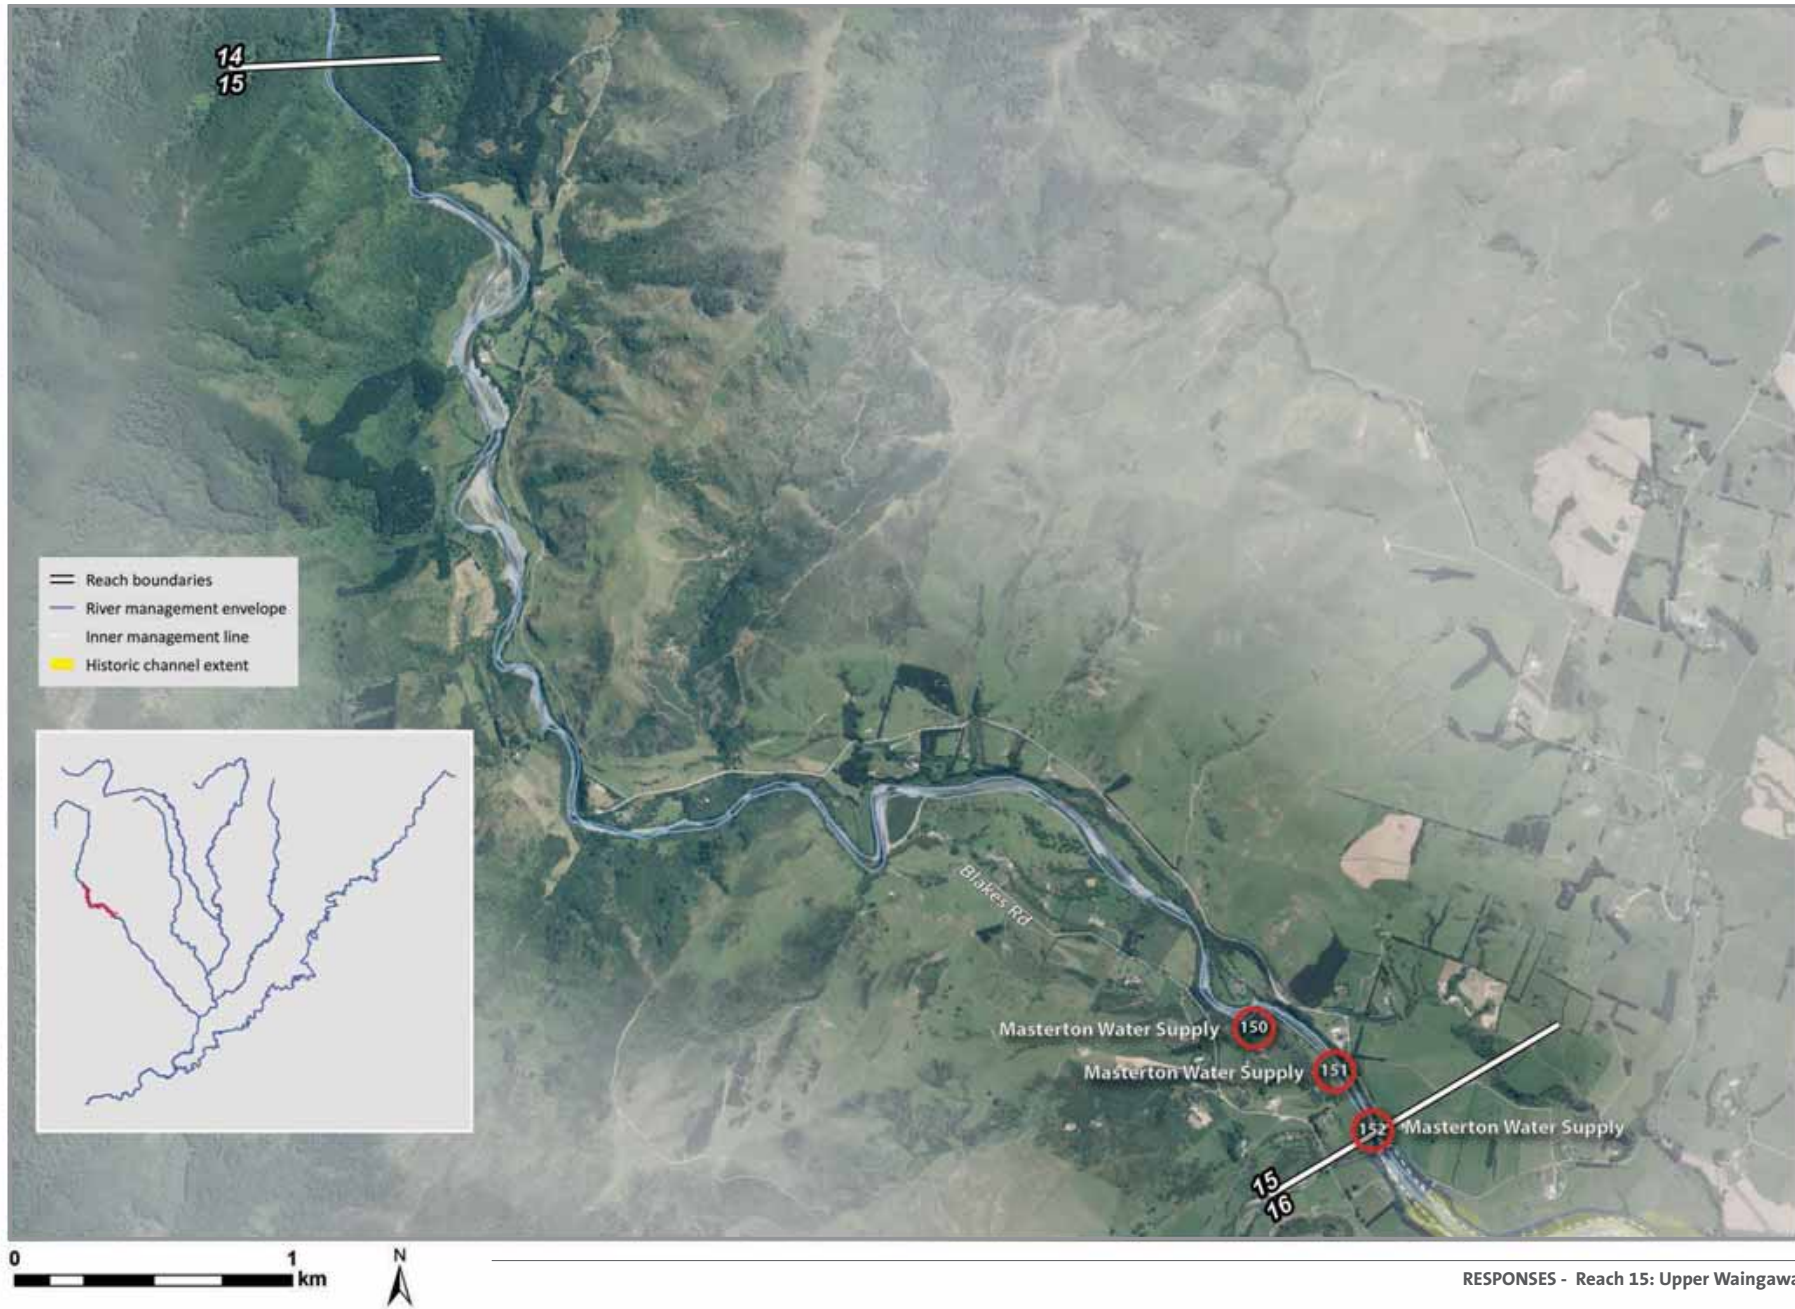 14
15
Reach boundaries
River management envelope
Inner management line
Historic channel extent
Blakes Rd
Masterton Water Supply 150
Masterton Water Supply 151
152 Masterton Water Supply
15
16
0 1 km
N
RESPONSES - Reach 15: Upper Waingawa